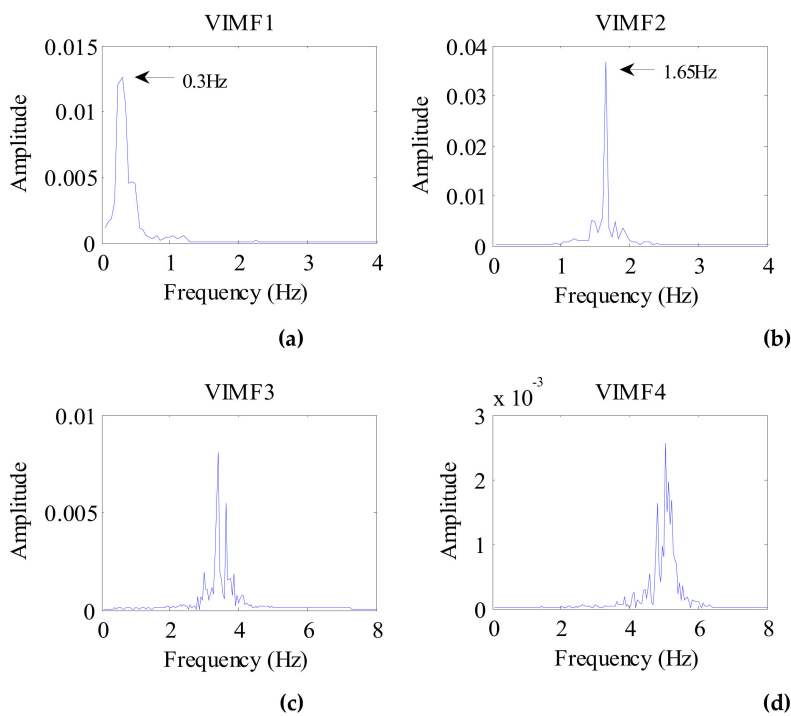 VIMF1
0.015
0.01
0.005
0
0.3Hz
0 1 2 3 4
Amplitude
Frequency (Hz)
(a)
VIMF2
0.04
0.03
0.02
0.01
0
1.65Hz
0 1 2 3 4
Amplitude
Frequency (Hz)
(b)
VIMF3
0.01
0.005
0
0 2 4 6 8
Amplitude
Frequency (Hz)
(c)
x 10⁻³
VIMF4
3
2
1
0
0 2 4 6 8
Amplitude
Frequency (Hz)
(d)